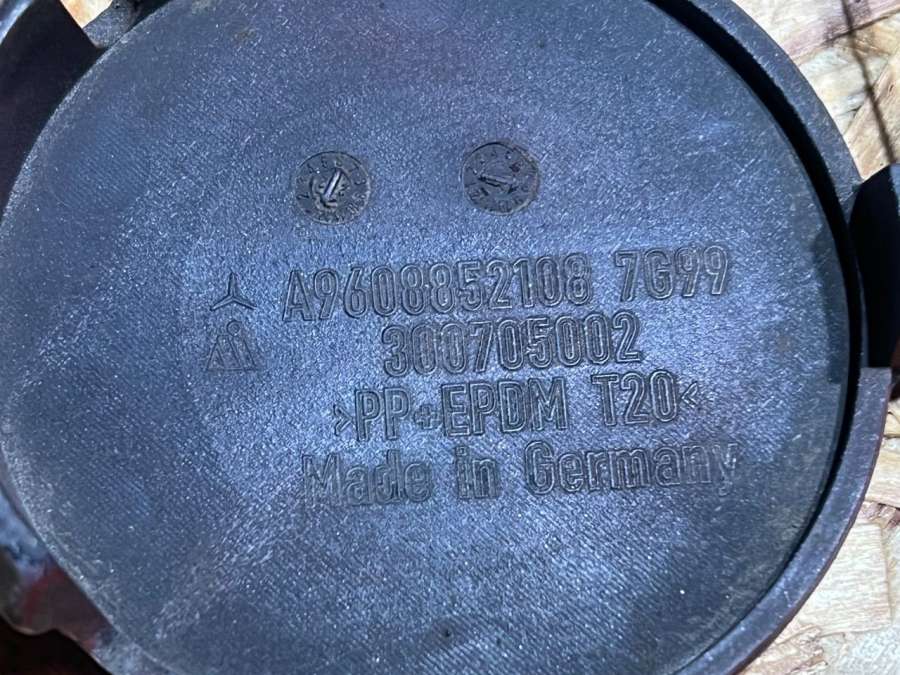 A9608852108 7G99
300705002
>PP+EPDM T20<
Made in Germany